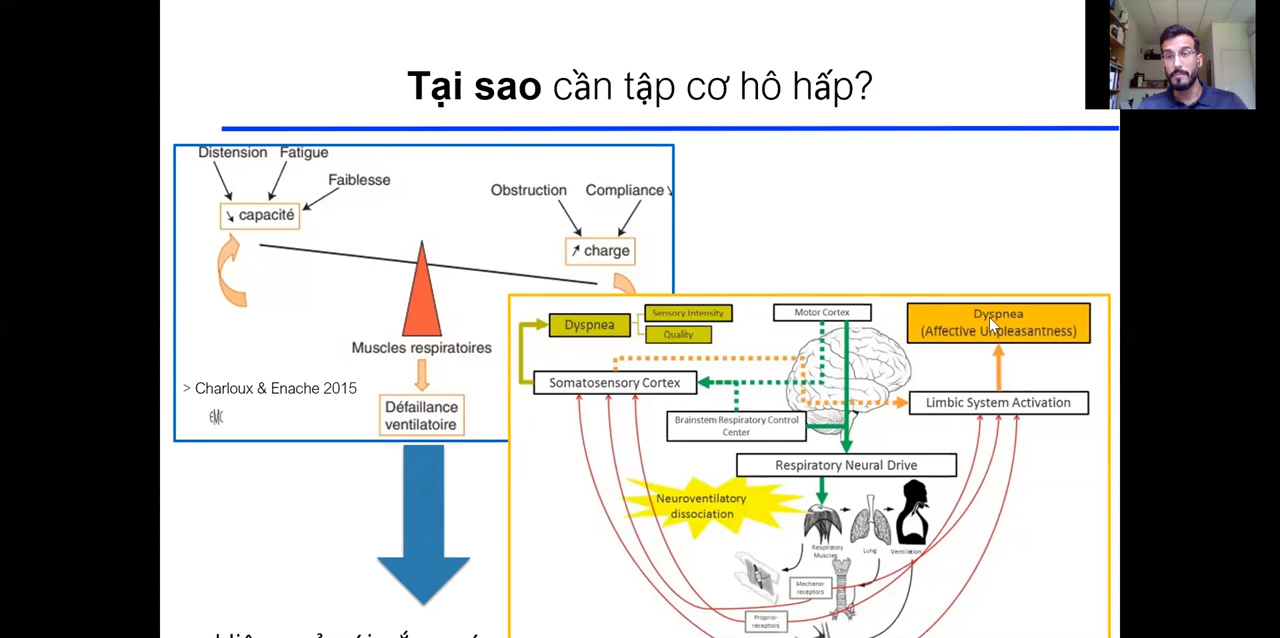 Tại sao cần tập cơ hô hấp?
Distension Fatigue
Faiblesse
↘ capacité
Obstruction Compliance ↘
↗ charge
Muscles respiratoires
> Charloux & Enache 2015
EMC
Défaillance
ventilatoire
Dyspnea
Sensory Intensity
Quality
Motor Cortex
Dyspnea
(Affective Unpleasantness)
Somatosensory Cortex
Limbic System Activation
Brainstem Respiratory Control
Center
Respiratory Neural Drive
Neuroventilatory
dissociation
Respiratory
Muscles
Lung
Ventilation
Mechano-
receptors
Proprio-
receptors